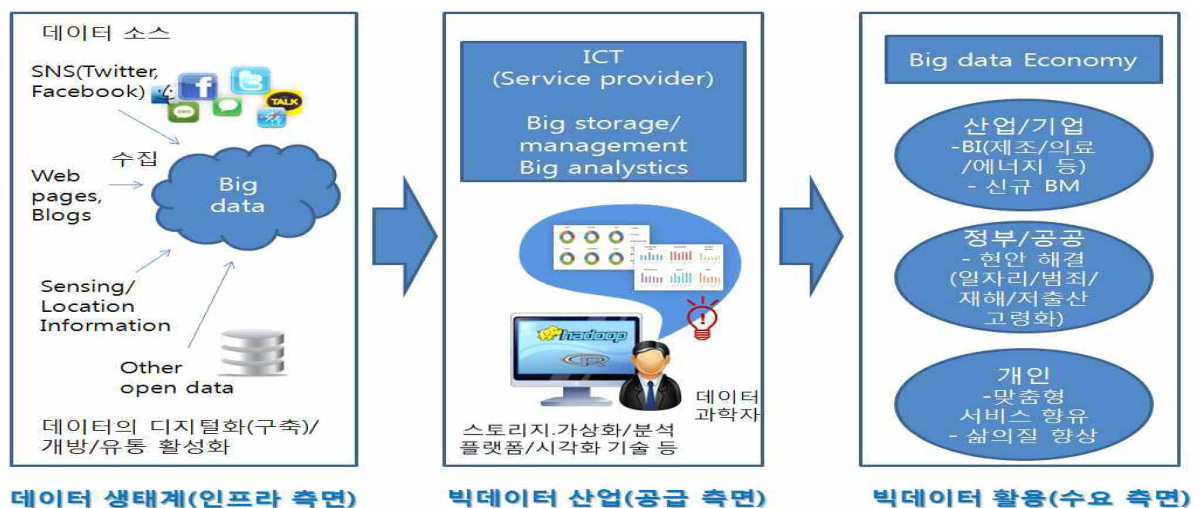 데이터 소스
SNS(Twitter,
Facebook)
TALK
수집
Web
pages,
Blogs
Big
data
Sensing/
Location
Information
Other
open data
데이터의 디지털화(구축)/
개방/유통 활성화
데이터 생태계(인프라 측면)
ICT
(Service provider)
Big storage/
management
Big analystics
hadoop
R
데이터
과학자
스토리지.가상화/분석
플랫폼/시각화 기술 등
빅데이터 산업(공급 측면)
Big data Economy
산업/기업
-BI(제조/의료
/에너지 등)
- 신규 BM
정부/공공
- 현안 해결
(일자리/범죄/
재해/저출산
고령화)
개인
-맞춤형
서비스 향유
- 삶의질 향상
빅데이터 활용(수요 측면)